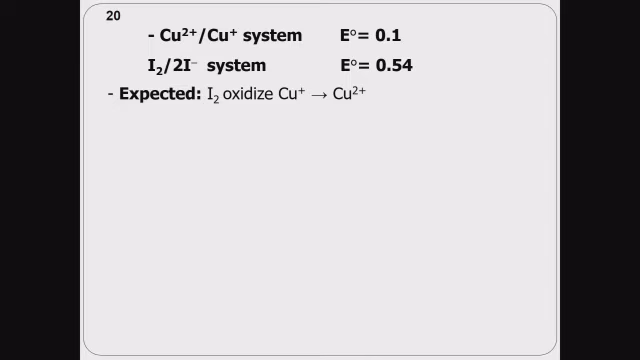 20
- Cu²⁺/Cu⁺ system E°= 0.1
I₂/2I⁻ system E°= 0.54
- Expected: I₂ oxidize Cu⁺ → Cu²⁺